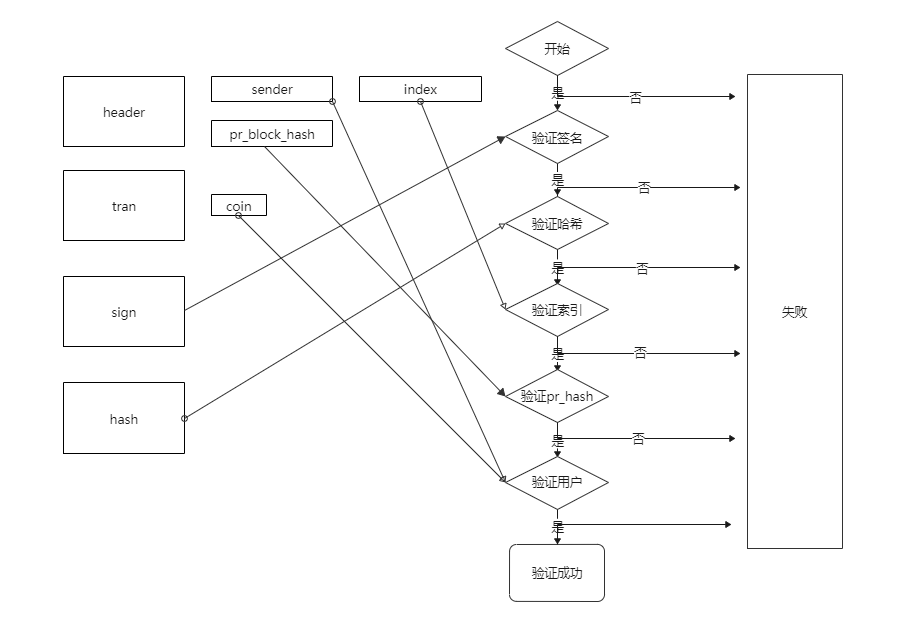 开始
header
sender
index
是
否
pr_block_hash
验证签名
tran
coin
是
否
验证哈希
是
否
sign
验证索引
失败
是
否
hash
验证pr_hash
是
否
验证用户
是
验证成功